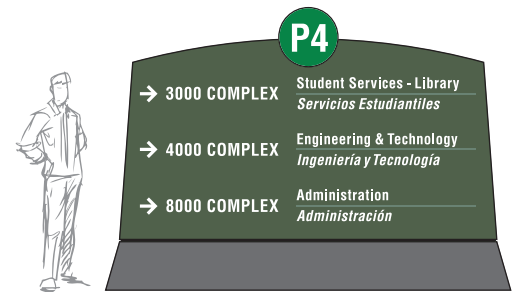 P4
→ 3000 COMPLEX
Student Services - Library
Servicios Estudiantiles
→ 4000 COMPLEX
Engineering & Technology
Ingeniería y Tecnología
→ 8000 COMPLEX
Administration
Administración